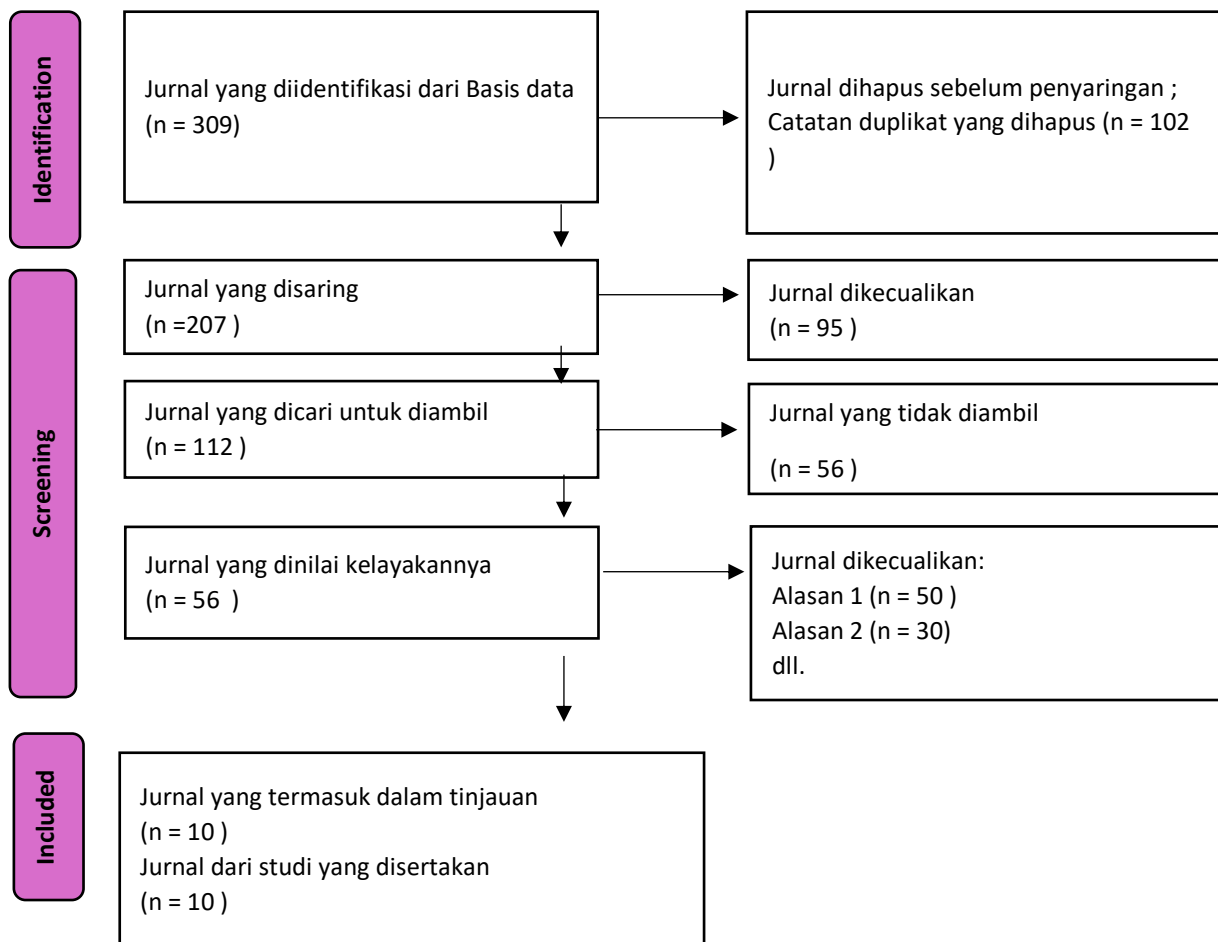 Identification
Jurnal yang diidentifikasi dari Basis data
(n = 309)
Jurnal dihapus sebelum penyaringan ;
Catatan duplikat yang dihapus (n = 102
)
Screening
Jurnal yang disaring
(n =207 )
Jurnal dikecualikan
(n = 95 )
Jurnal yang dicari untuk diambil
(n = 112 )
Jurnal yang tidak diambil
(n = 56 )
Jurnal yang dinilai kelayakannya
(n = 56  )
Jurnal dikecualikan:
Alasan 1 (n = 50 )
Alasan 2 (n = 30)
dll.
Included
Jurnal yang termasuk dalam tinjauan
(n = 10 )
Jurnal dari studi yang disertakan
(n = 10 )